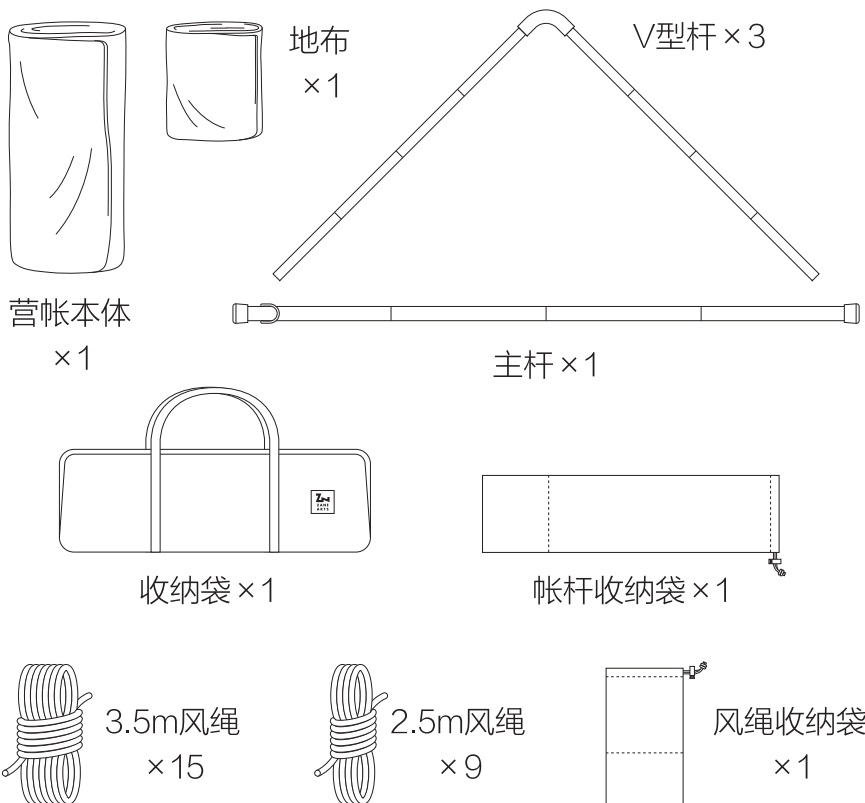 地布
×1
V型杆×3
营帐本体
×1
主杆×1
ZANE
ARTS
收纳袋×1
帐杆收纳袋×1
3.5m风绳
×15
2.5m风绳
×9
风绳收纳袋
×1